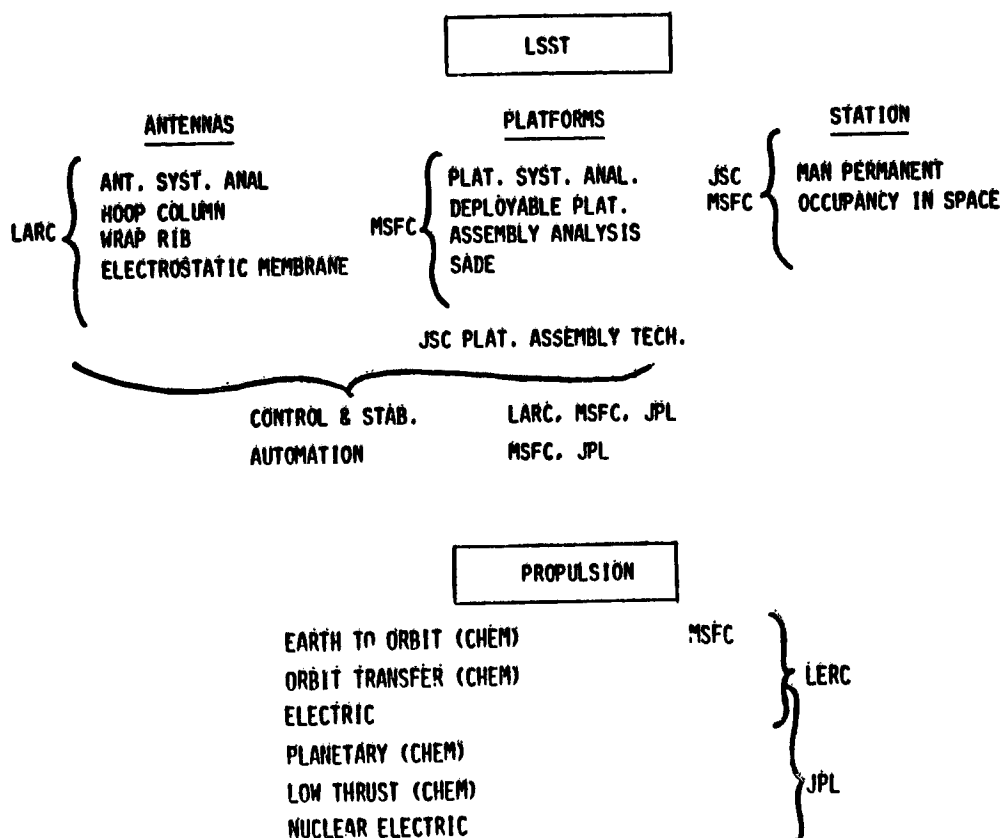 LSST
ANTENNAS
LARC
ANT. SYST. ANAL
HOOP COLUMN
WRAP RIB
ELECTROSTATIC MEMBRANE
PLATFORMS
MSFC
PLAT. SYST. ANAL.
DEPLOYABLE PLAT.
ASSEMBLY ANALYSIS
SADE
STATION
JSC
MSFC
MAN PERMANENT
OCCUPANCY IN SPACE
JSC PLAT. ASSEMBLY TECH.
CONTROL & STAB. LARC, MSFC, JPL
AUTOMATION MSFC, JPL
PROPULSION
EARTH TO ORBIT (CHEM) MSFC
ORBIT TRANSFER (CHEM) LERC
ELECTRIC
PLANETARY (CHEM)
LOW THRUST (CHEM) JPL
NUCLEAR ELECTRIC